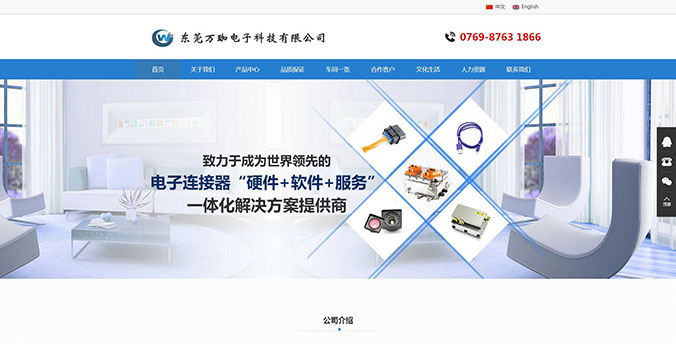 中文 English
东莞万勋电子科技有限公司
0769-8763 1866
首页 关于我们 产品中心 品质保证 车间一览 合作客户 文化生活 人力资源 联系我们
致力于成为世界领先的
电子连接器“硬件+软件+服务”
一体化解决方案提供商
顶部
公司介绍